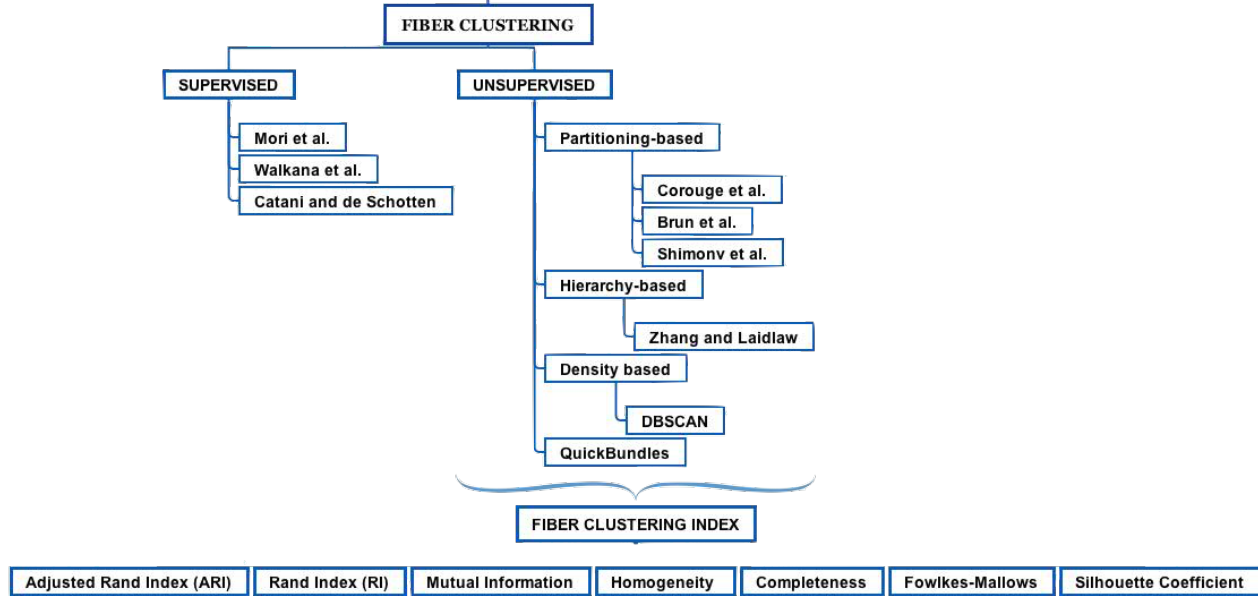 FIBER CLUSTERING
SUPERVISED
UNSUPERVISED
Mori et al.
Walkana et al.
Catani and de Schotten
Partitioning-based
Corouge et al.
Brun et al.
Shimonv et al.
Hierarchy-based
Zhang and Laidlaw
Density based
DBSCAN
QuickBundles
FIBER CLUSTERING INDEX
Adjusted Rand Index (ARI)
Rand Index (RI)
Mutual Information
Homogeneity
Completeness
Fowlkes-Mallows
Silhouette Coefficient